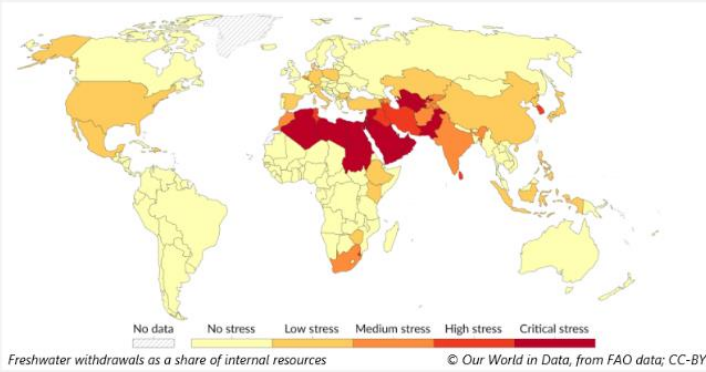 No data No stress Low stress Medium stress High stress Critical stress
Freshwater withdrawals as a share of internal resources © Our World in Data, from FAO data; CC-BY